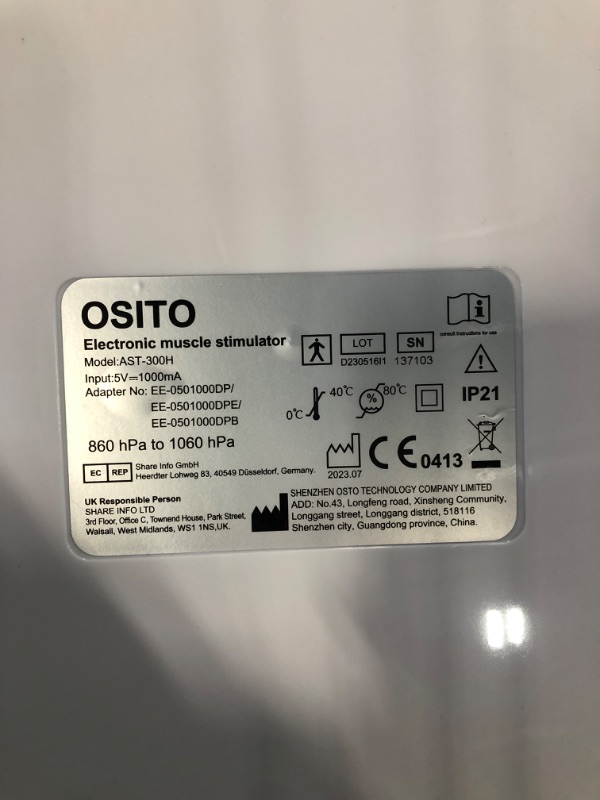 OSITO
Electronic muscle stimulator
Model:AST-300H
Input:5V⎓1000mA
Adapter No: EE-0501000DP/
EE-0501000DPE/
EE-0501000DPB
860 hPa to 1060 hPa
LOT
D230516I1
SN
137103
consult instructions for use
0℃
40℃
%
80℃
IP21
2023.07
CE 0413
EC REP
Share Info GmbH
Heerdter Lohweg 83, 40549 Düsseldorf, Germany.
UK Responsible Person
SHARE INFO LTD
3rd Floor, Office C, Townend House, Park Street,
Walsall, West Midlands, WS1 1NS,UK.
SHENZHEN OSTO TECHNOLOGY COMPANY LIMITED
ADD: No.43, Longfeng road, Xinsheng Community,
Longgang street, Longgang district, 518116
Shenzhen city, Guangdong province, China.